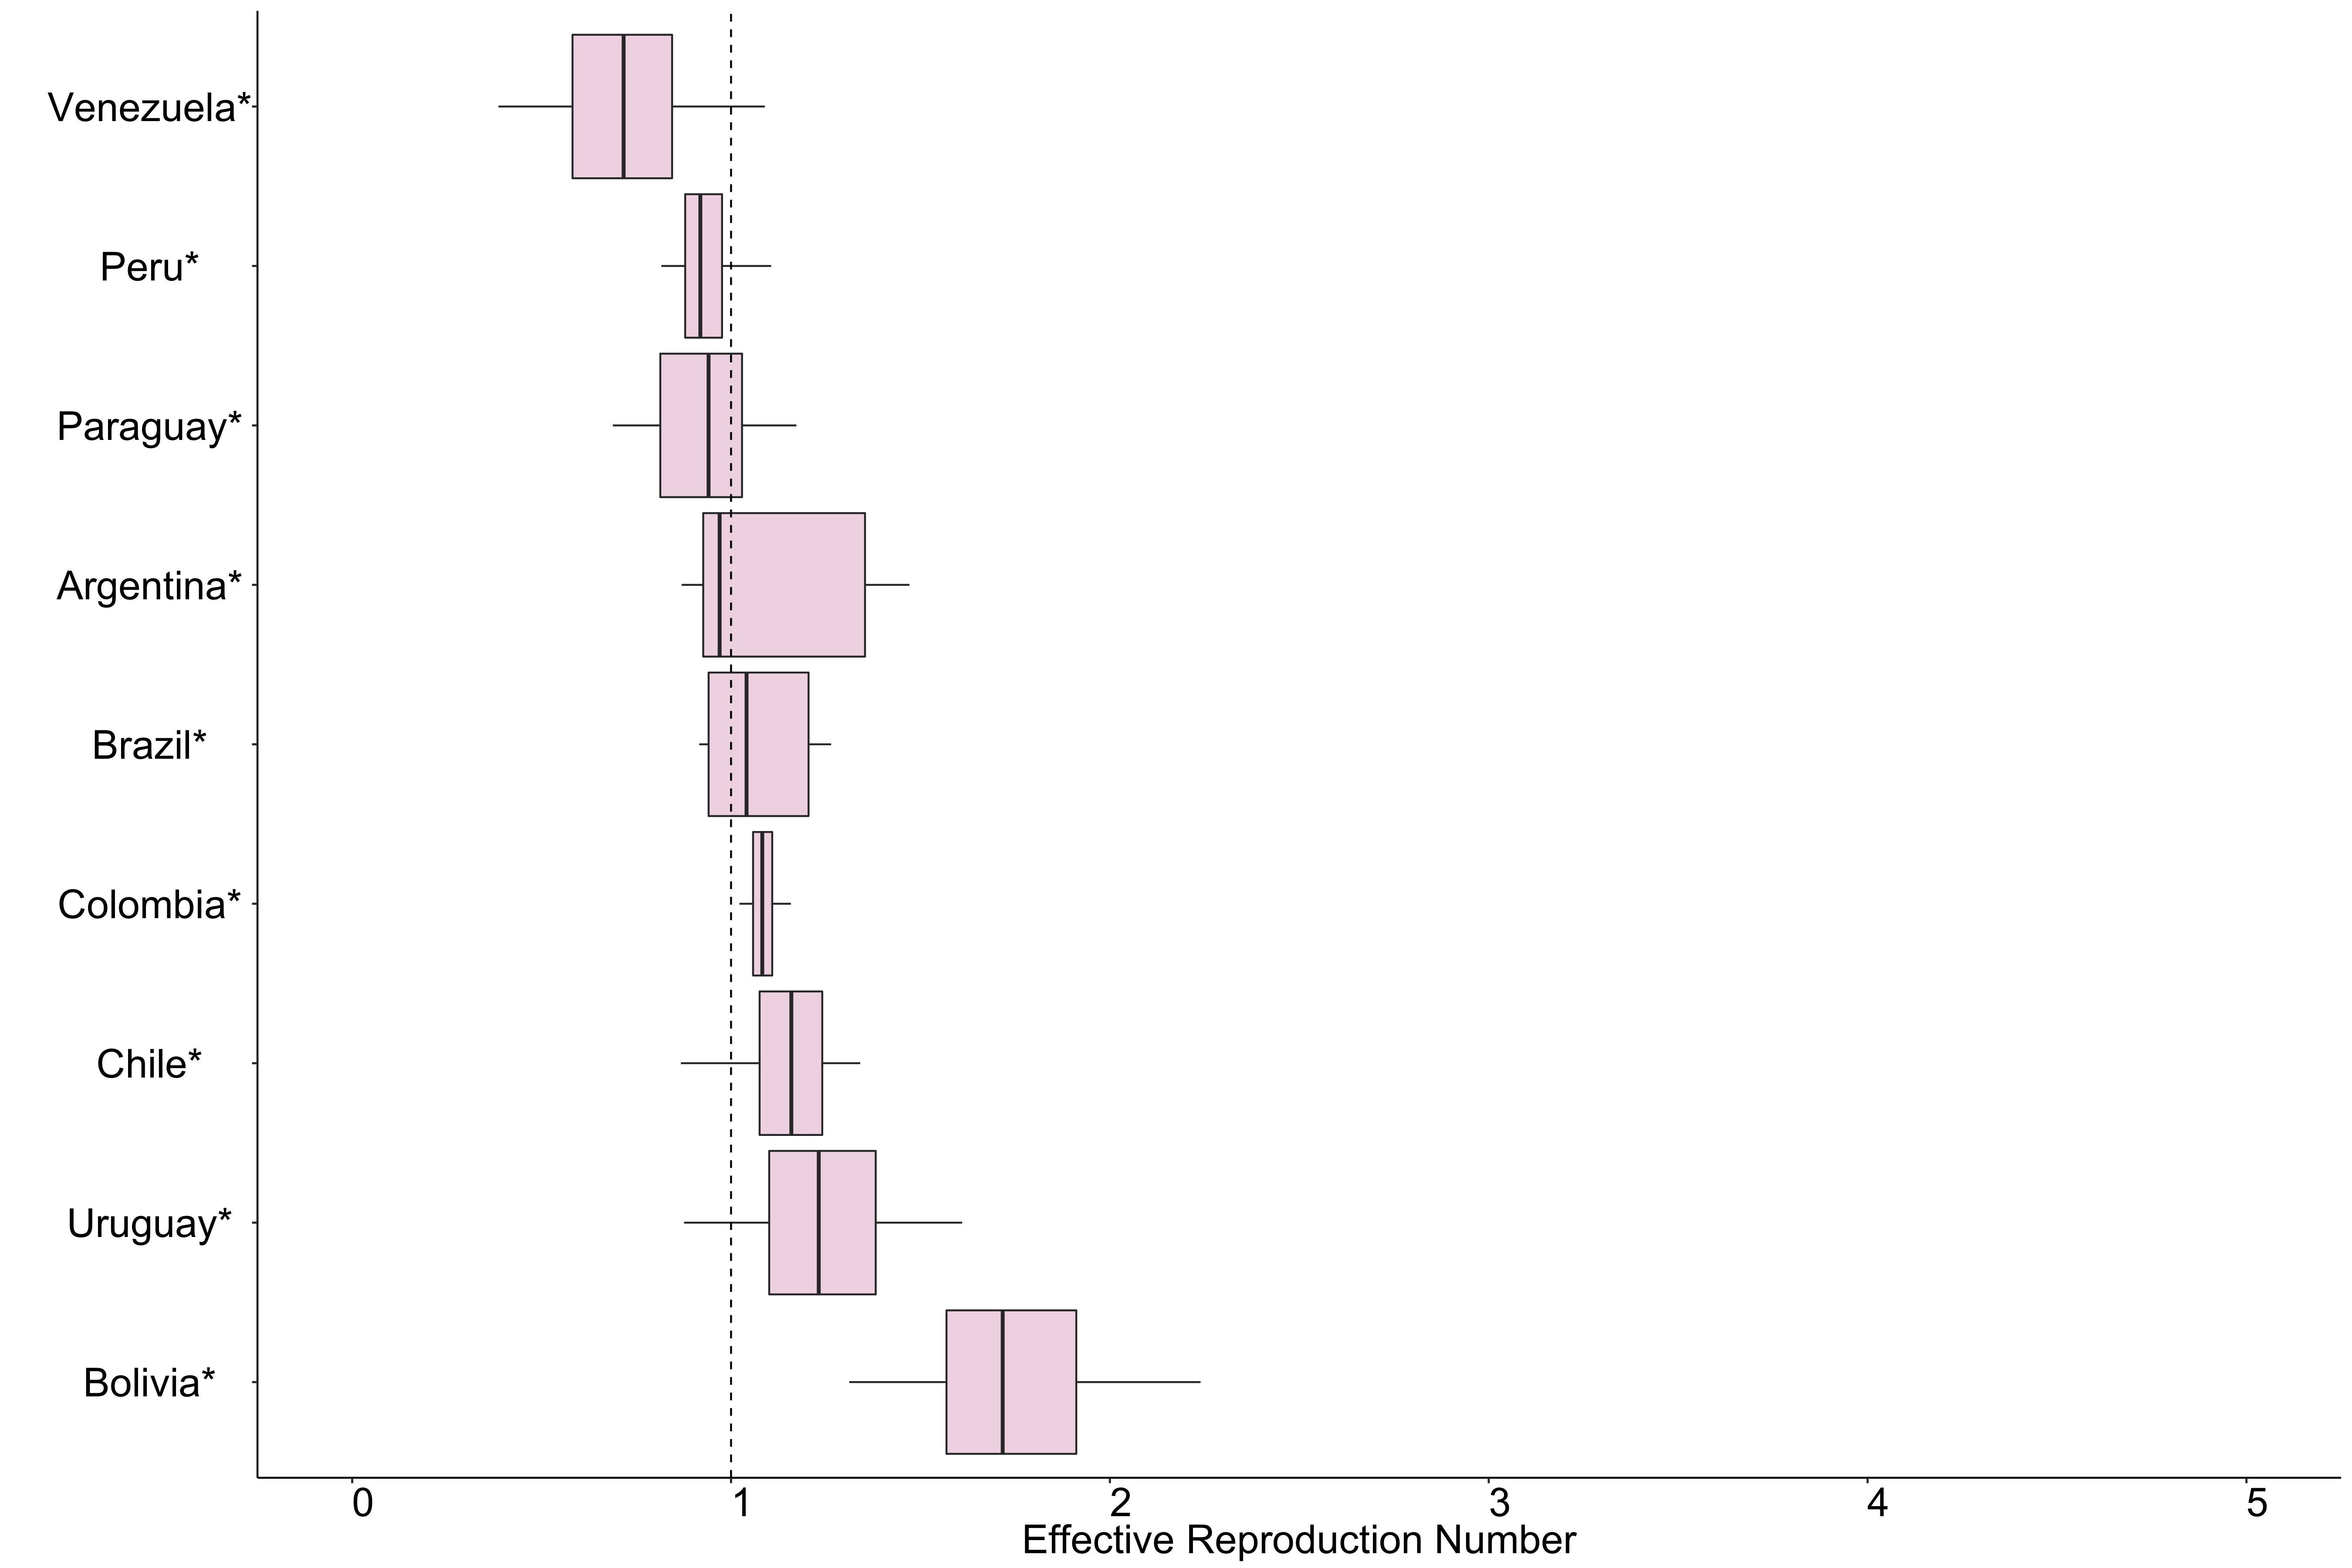 Venezuela*
Peru*
Paraguay*
Argentina*
Brazil*
Colombia*
Chile*
Uruguay*
Bolivia*
0 1 2 3 4 5
Effective Reproduction Number